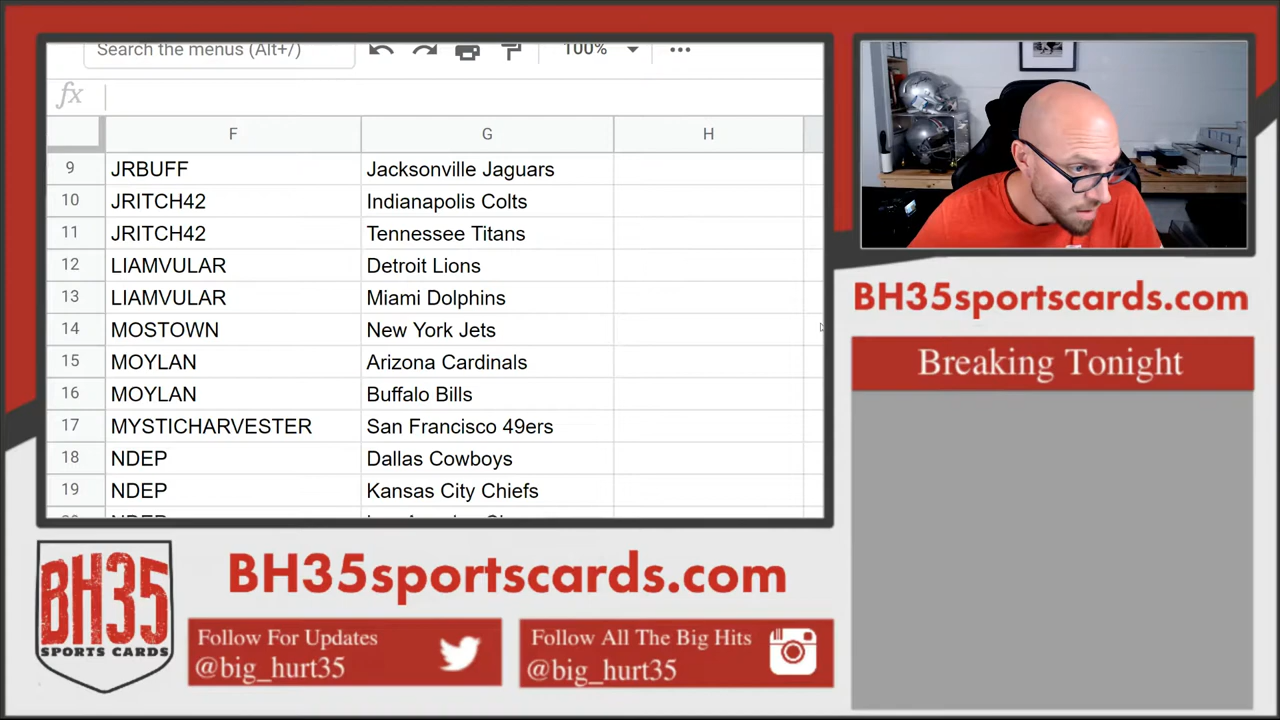 Search the menus (Alt+/)
100%
fx
F G H
9 JRBUFF Jacksonville Jaguars
10 JRITCH42 Indianapolis Colts
11 JRITCH42 Tennessee Titans
12 LIAMVULAR Detroit Lions
13 LIAMVULAR Miami Dolphins
14 MOSTOWN New York Jets
15 MOYLAN Arizona Cardinals
16 MOYLAN Buffalo Bills
17 MYSTICHARVESTER San Francisco 49ers
18 NDEP Dallas Cowboys
19 NDEP Kansas City Chiefs
BH35sportscards.com
Breaking Tonight
BH35
SPORTS CARDS
BH35sportscards.com
Follow For Updates
@big_hurt35
Follow All The Big Hits
@big_hurt35